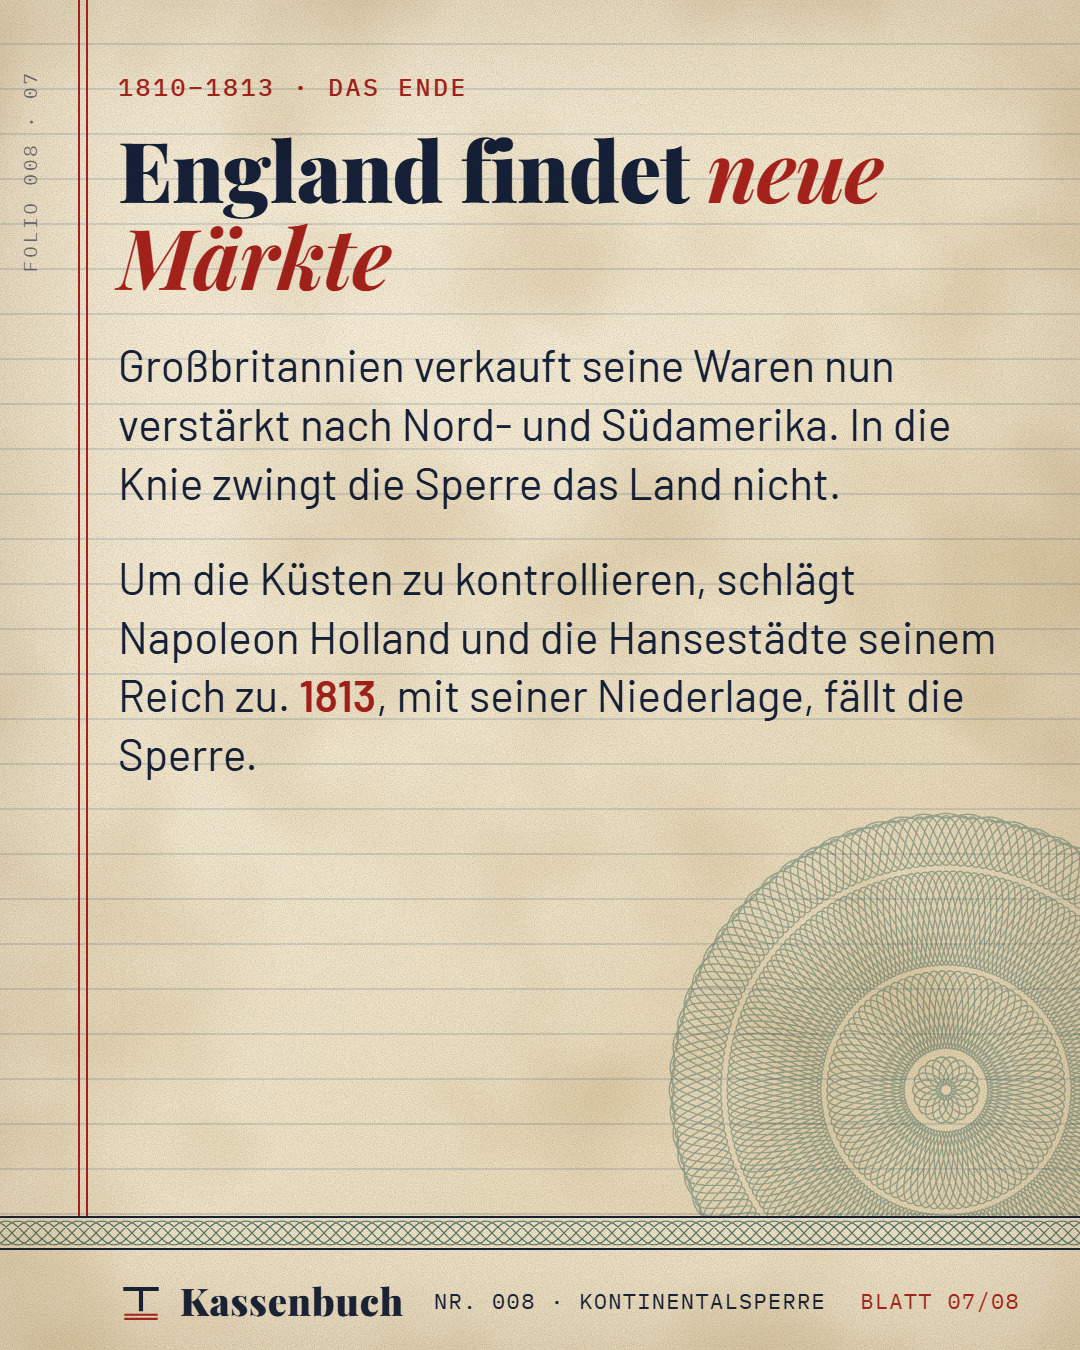 FOLIO 008 · 07
1810–1813 · DAS ENDE
England findet neue
Märkte
Großbritannien verkauft seine Waren nun
verstärkt nach Nord- und Südamerika. In die
Knie zwingt die Sperre das Land nicht.
Um die Küsten zu kontrollieren, schlägt
Napoleon Holland und die Hansestädte seinem
Reich zu. 1813, mit seiner Niederlage, fällt die
Sperre.
Kassenbuch NR. 008 · KONTINENTALSPERRE BLATT 07/08